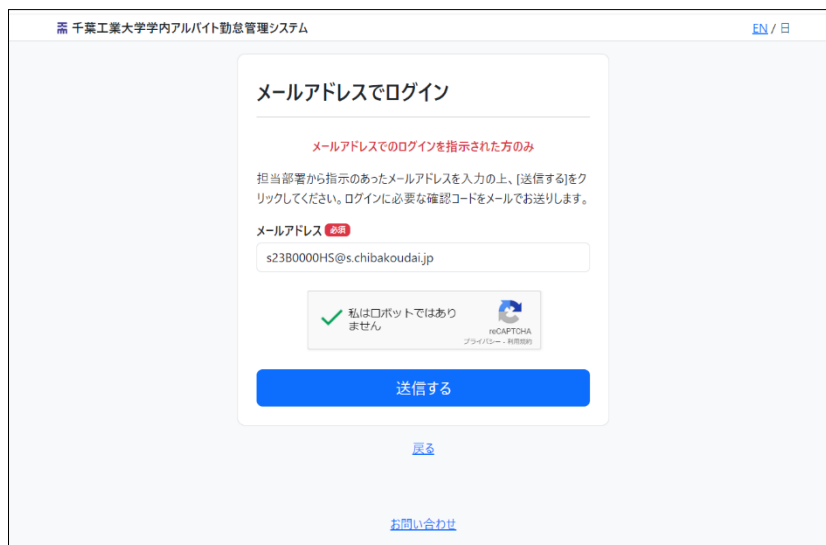 千葉工業大学学内アルバイト勤怠管理システム
EN / 日
メールアドレスでログイン
メールアドレスでのログインを指示された方のみ
担当部署から指示のあったメールアドレスを入力の上、[送信する]をク
リックしてください。ログインに必要な確認コードをメールでお送りします。
メールアドレス 必須
s23B0000HS@s.chibakoudai.jp
私はロボットではあり
ません
reCAPTCHA
プライバシー - 利用規約
送信する
戻る
お問い合わせ